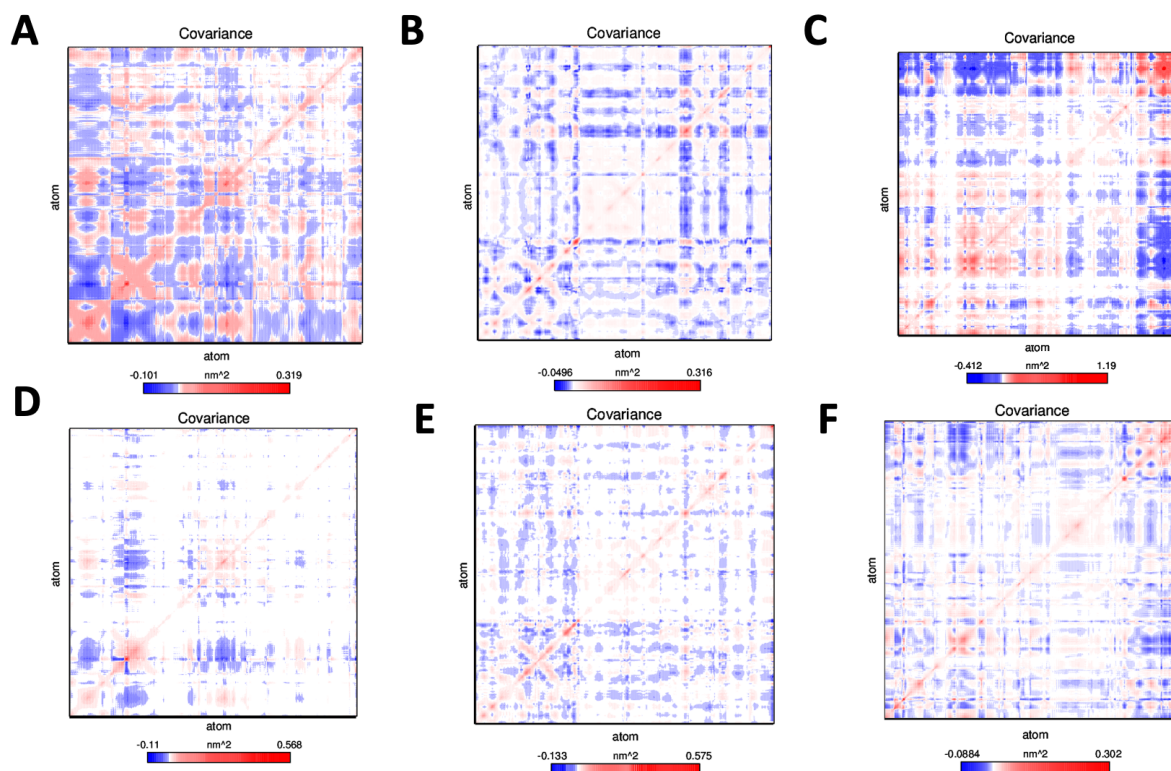 A
Covariance
atom
atom
-0.101 nm^2 0.319
B
Covariance
atom
atom
-0.0496 nm^2 0.316
C
Covariance
atom
atom
-0.412 nm^2 1.19
D
Covariance
atom
atom
-0.11 nm^2 0.568
E
Covariance
atom
atom
-0.133 nm^2 0.575
F
Covariance
atom
atom
-0.0884 nm^2 0.302